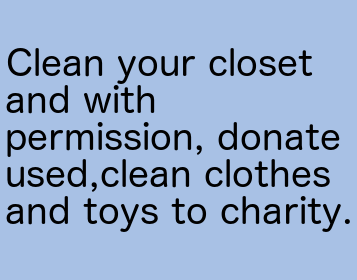 Clean your closet
and with
permission, donate
used,clean clothes
and toys to charity.